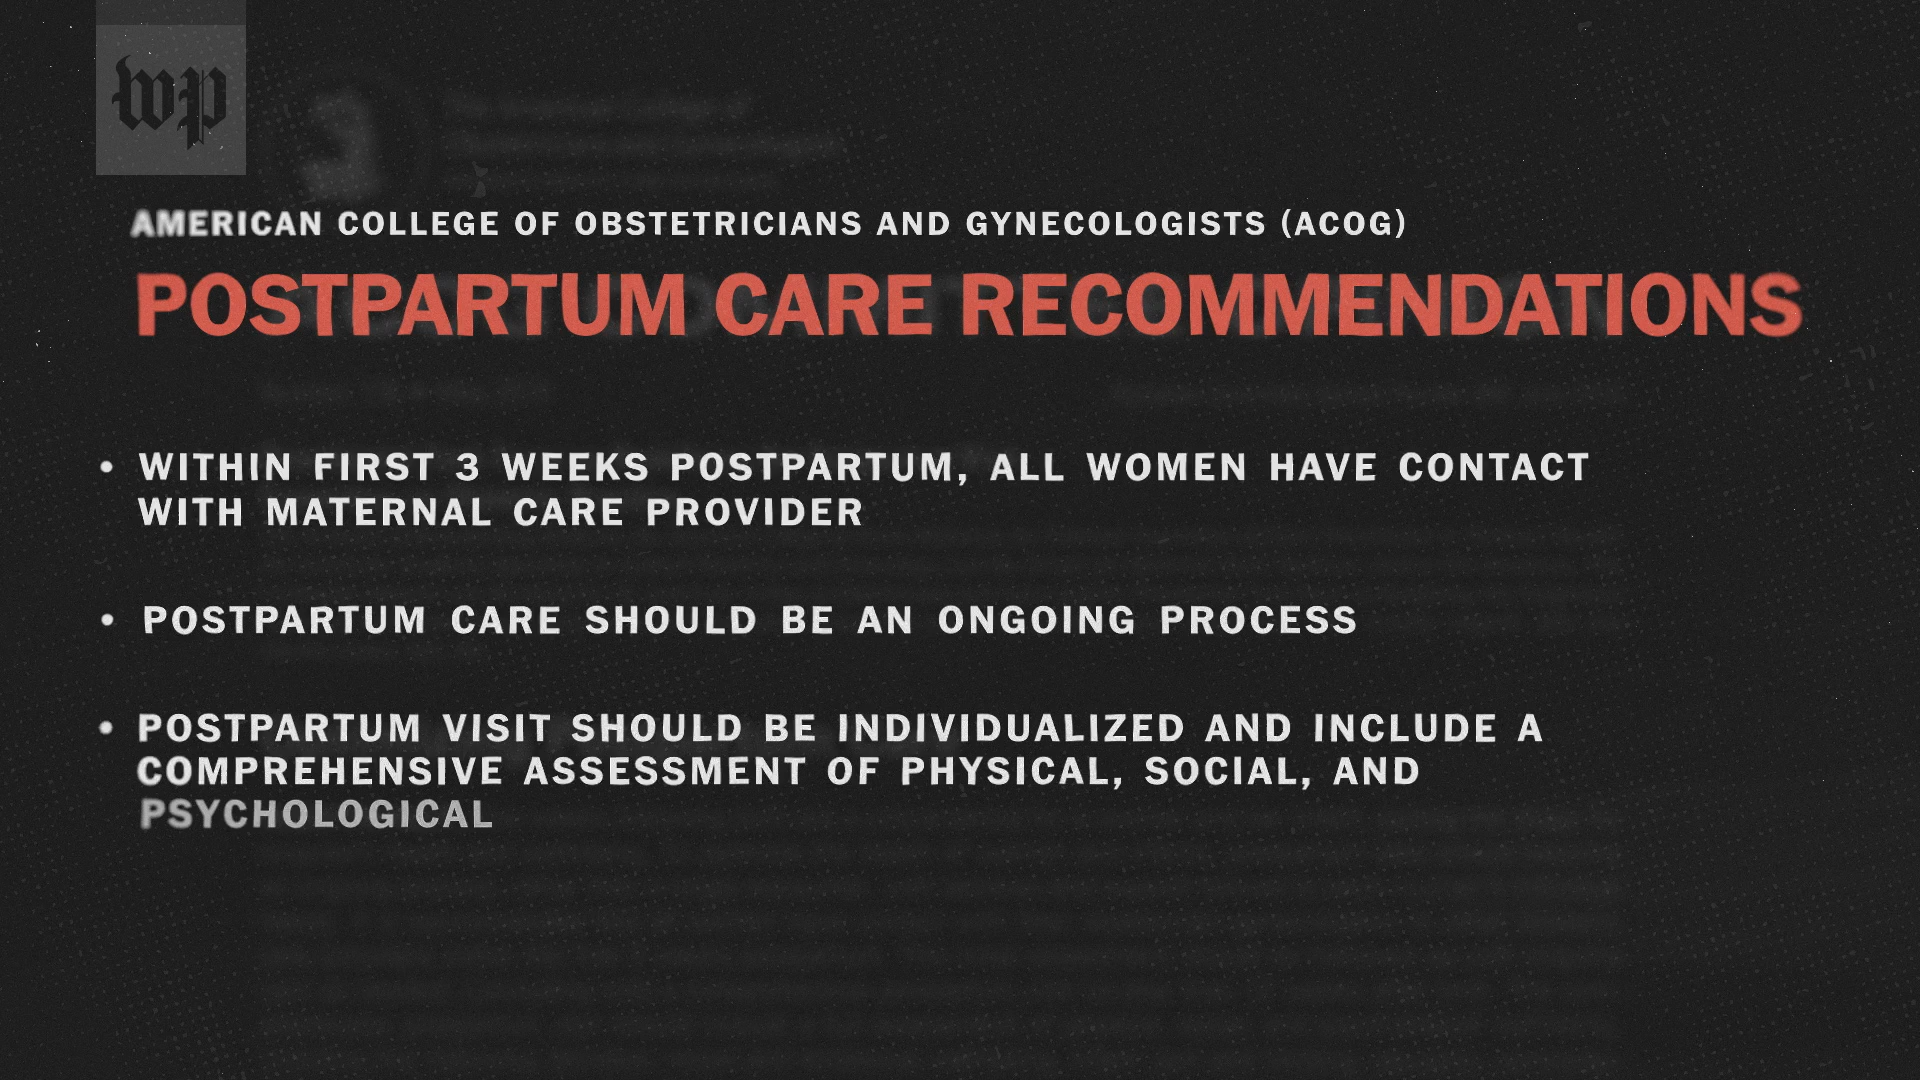 wp
AMERICAN COLLEGE OF OBSTETRICIANS AND GYNECOLOGISTS (ACOG)
POSTPARTUM CARE RECOMMENDATIONS
• WITHIN FIRST 3 WEEKS POSTPARTUM, ALL WOMEN HAVE CONTACT
WITH MATERNAL CARE PROVIDER
• POSTPARTUM CARE SHOULD BE AN ONGOING PROCESS
• POSTPARTUM VISIT SHOULD BE INDIVIDUALIZED AND INCLUDE A
COMPREHENSIVE ASSESSMENT OF PHYSICAL, SOCIAL, AND
PSYCHOLOGICAL